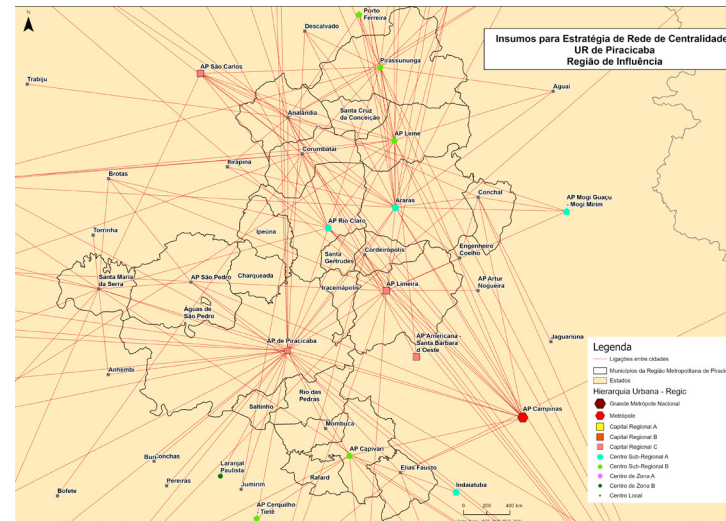 Insumos para Estratégia de Rede de Centralidade
UR de Piracicaba
Região de Influência
N
Porto
Ferreira
Descalvado
Pirassununga
AP São Carlos
Trabiju
Aguaí
Analândia
Santa Cruz
da Conceição
AP Leme
Corumbataí
Itirapina
Brotas
Conchal
Araras
AP Mogi Guaçu
- Mogi Mirim
AP Rio Claro
Torrinha
Ipeúna
Cordeirópolis
Santa
Gertrudes
Engenheiro
Coelho
Santa Maria
da Serra
AP São Pedro
Charqueada
Iracemápolis
AP Limeira
AP Artur
Nogueira
Águas de
São Pedro
AP de Piracicaba
AP Americana -
Santa Bárbara
d'Oeste
Jaguariúna
Anhembi
Rio das
Pedras
Saltinho
AP Campinas
Mombuca
AP Capivari
Conchas
Laranjal
Paulista
Rafard
Elias Fausto
Pereiras
Jumirim
Indaiatuba
Bofete
AP Cerquilho
- Tietê
Legenda
Ligações entre cidades
Municípios da Região Metropolitana de Pirac
Estados
Hierarquia Urbana - Regic
Grande Metrópole Nacional
Metrópole
Capital Regional A
Capital Regional B
Capital Regional C
Centro Sub-Regional A
Centro Sub-Regional B
Centro de Zona A
Centro de Zona B
Centro Local
0
200
400 km